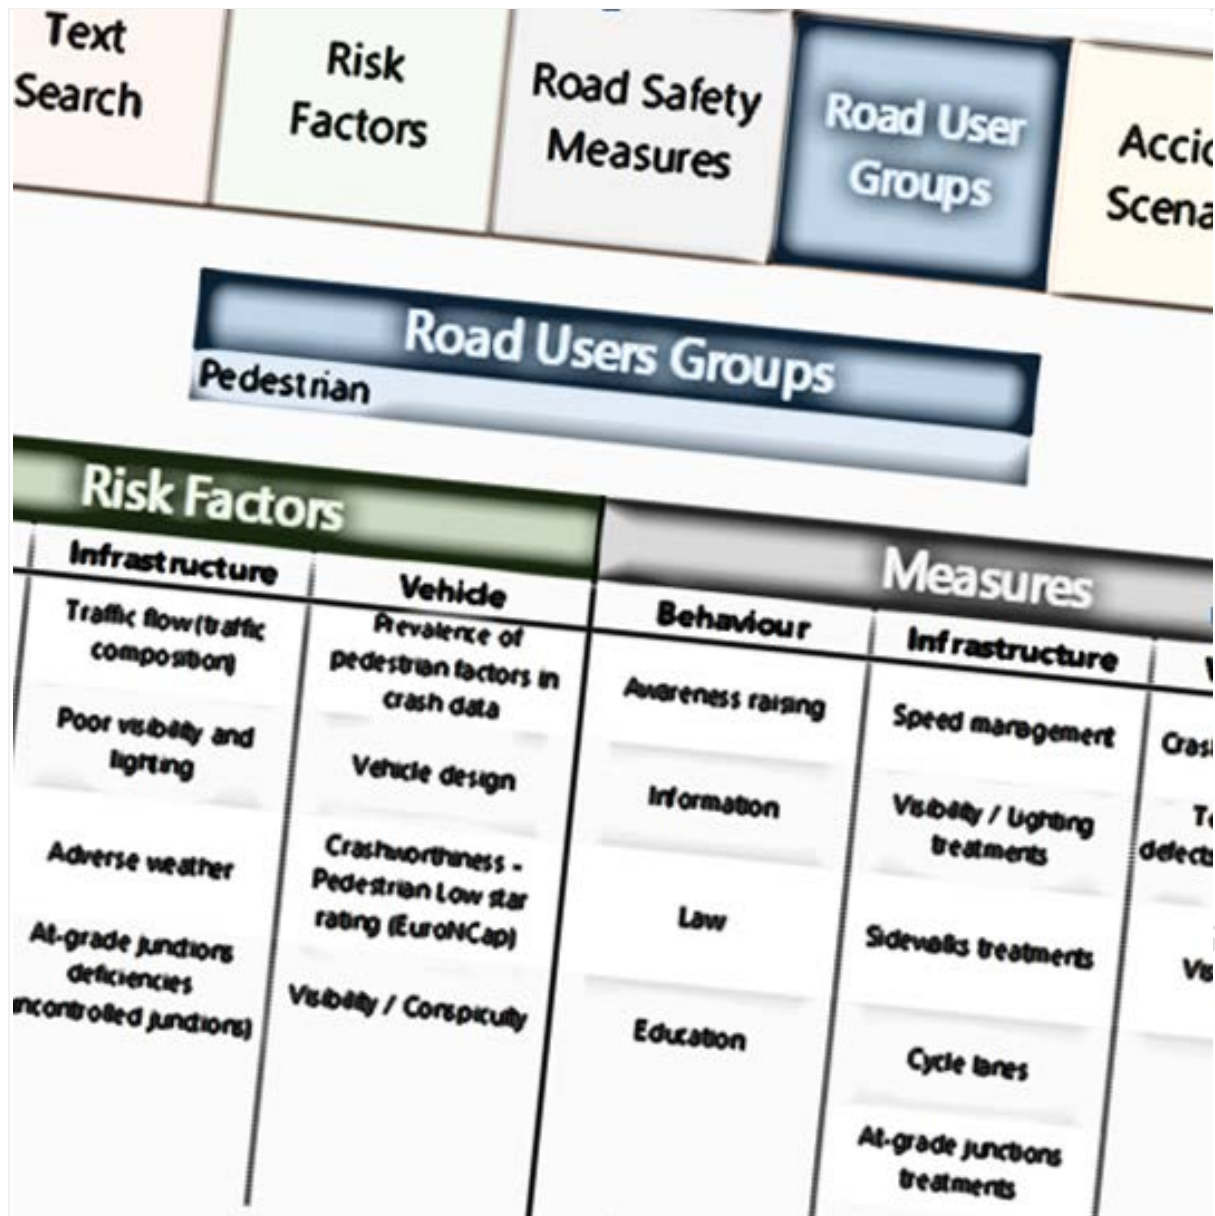 Text
Search
Risk
Factors
Road Safety
Measures
Road User
Groups
Road Users Groups
Pedestrian
Risk Factors
Measures
Infrastructure
Vehicle
Behaviour
Infrastructure
Traffic flow (traffic
composition)
Poor visibility and
lighting
Adverse weather
At-grade junctions
deficiencies
junctions)
Prevalence of
pedestrian factors in
crash data
Vehicle design
Crashworthiness -
Pedestrian Low star
rating (EuroNCap)
Visibility / Conspicuity
Awareness raising
Information
Law
Education
Speed management
Visibility / Lighting
treatments
Sidewalks treatments
Cycle lanes
At-grade junctions
treatments